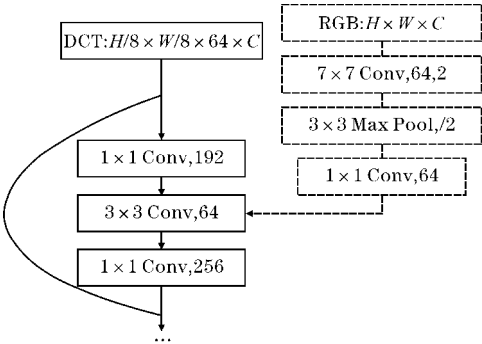 DCT:H/8×W/8×64×C
1×1 Conv,192
3×3 Conv,64
1×1 Conv,256
...
RGB:H×W×C
7×7 Conv,64,2
3×3 Max Pool,/2
1×1 Conv,64